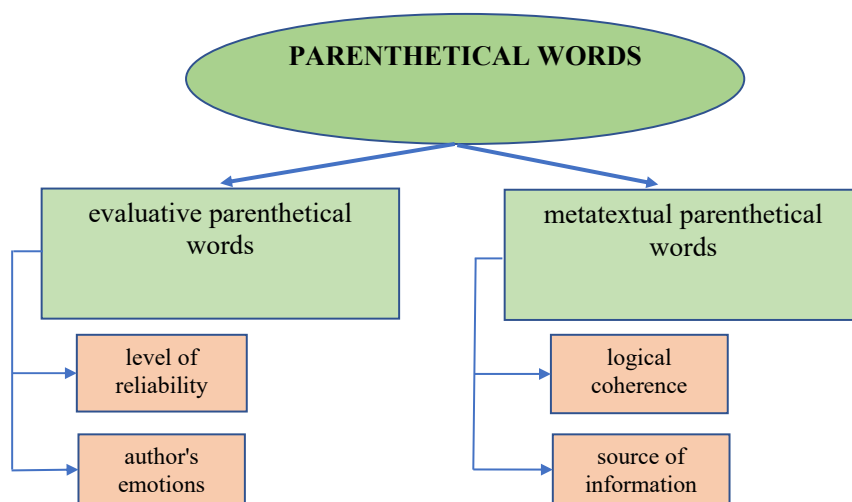 PARENTHETICAL WORDS
evaluative parenthetical
words
level of
reliability
author's
emotions
metatextual parenthetical
words
logical
coherence
source of
information